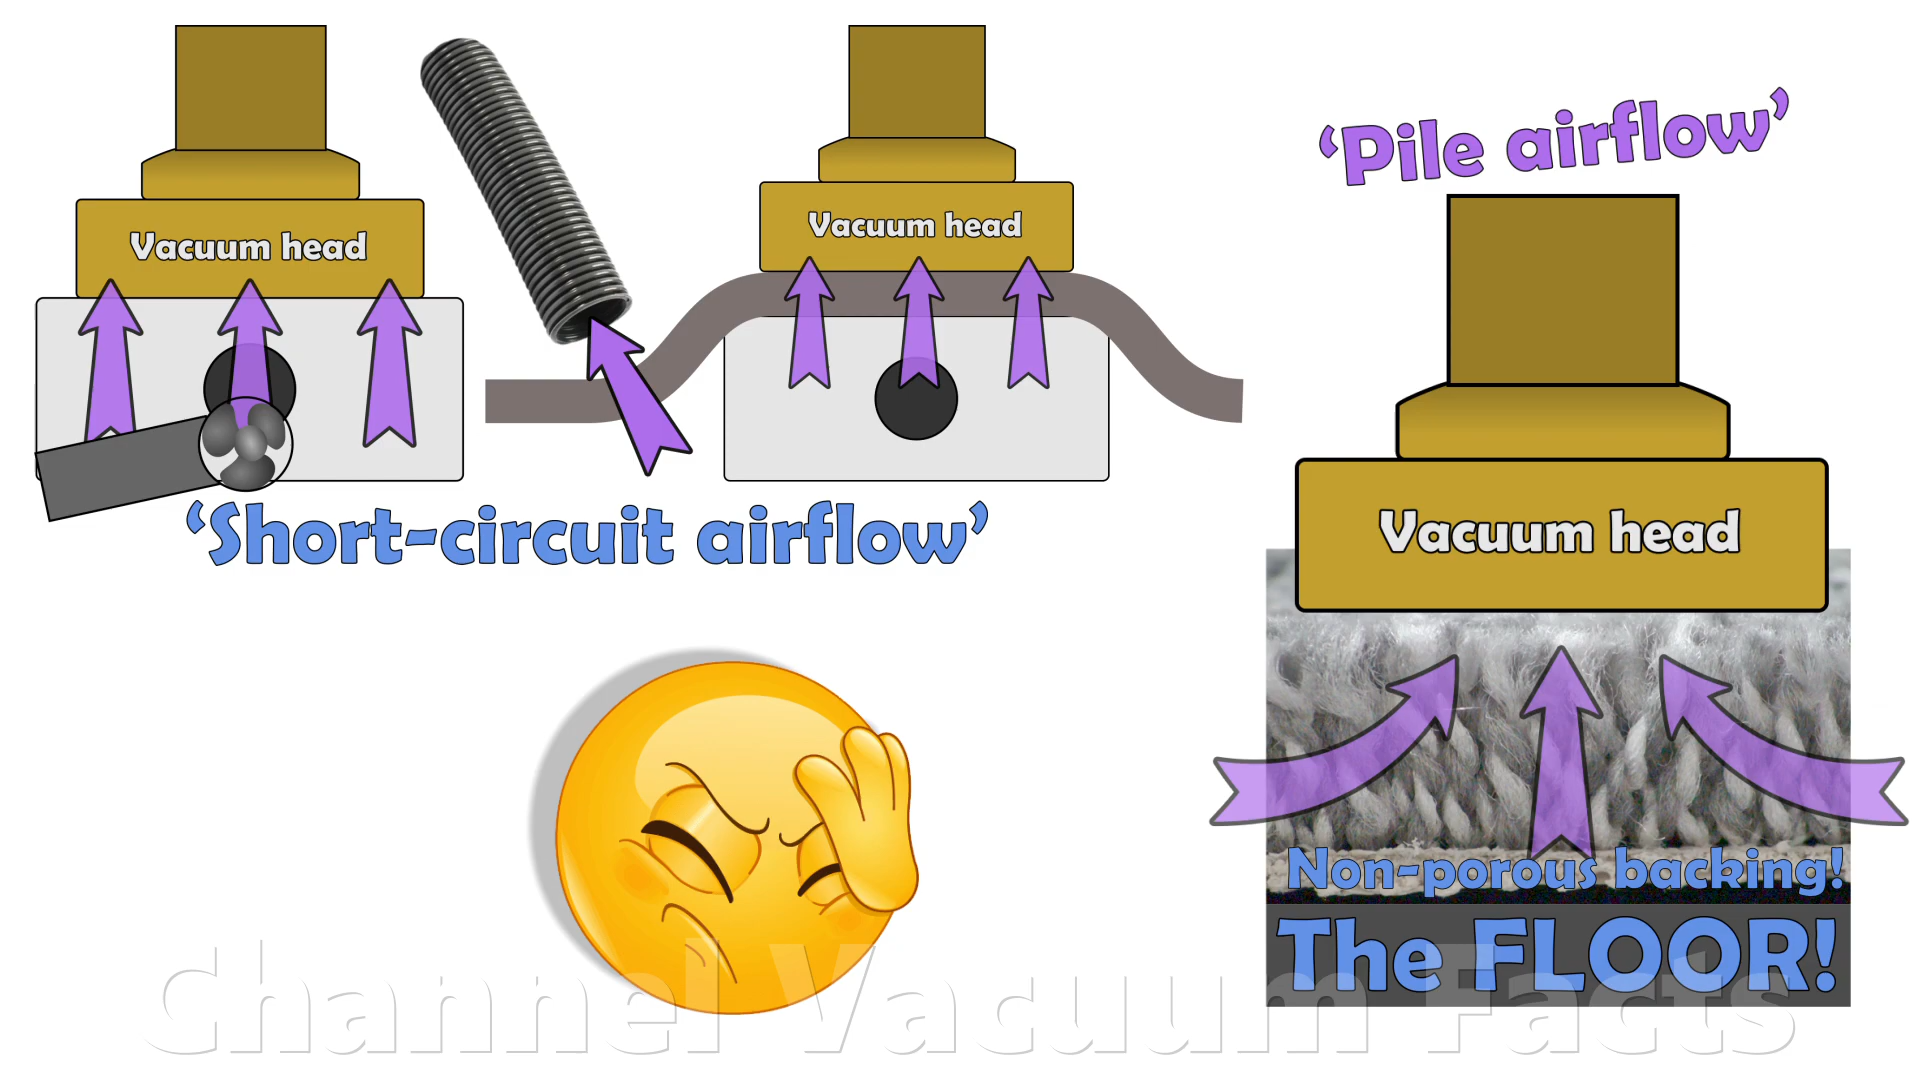 Vacuum head
Vacuum head
'Short-circuit airflow'
'Pile airflow'
Vacuum head
Non-porous backing!
The FLOOR!
Channel Vacuum Facts